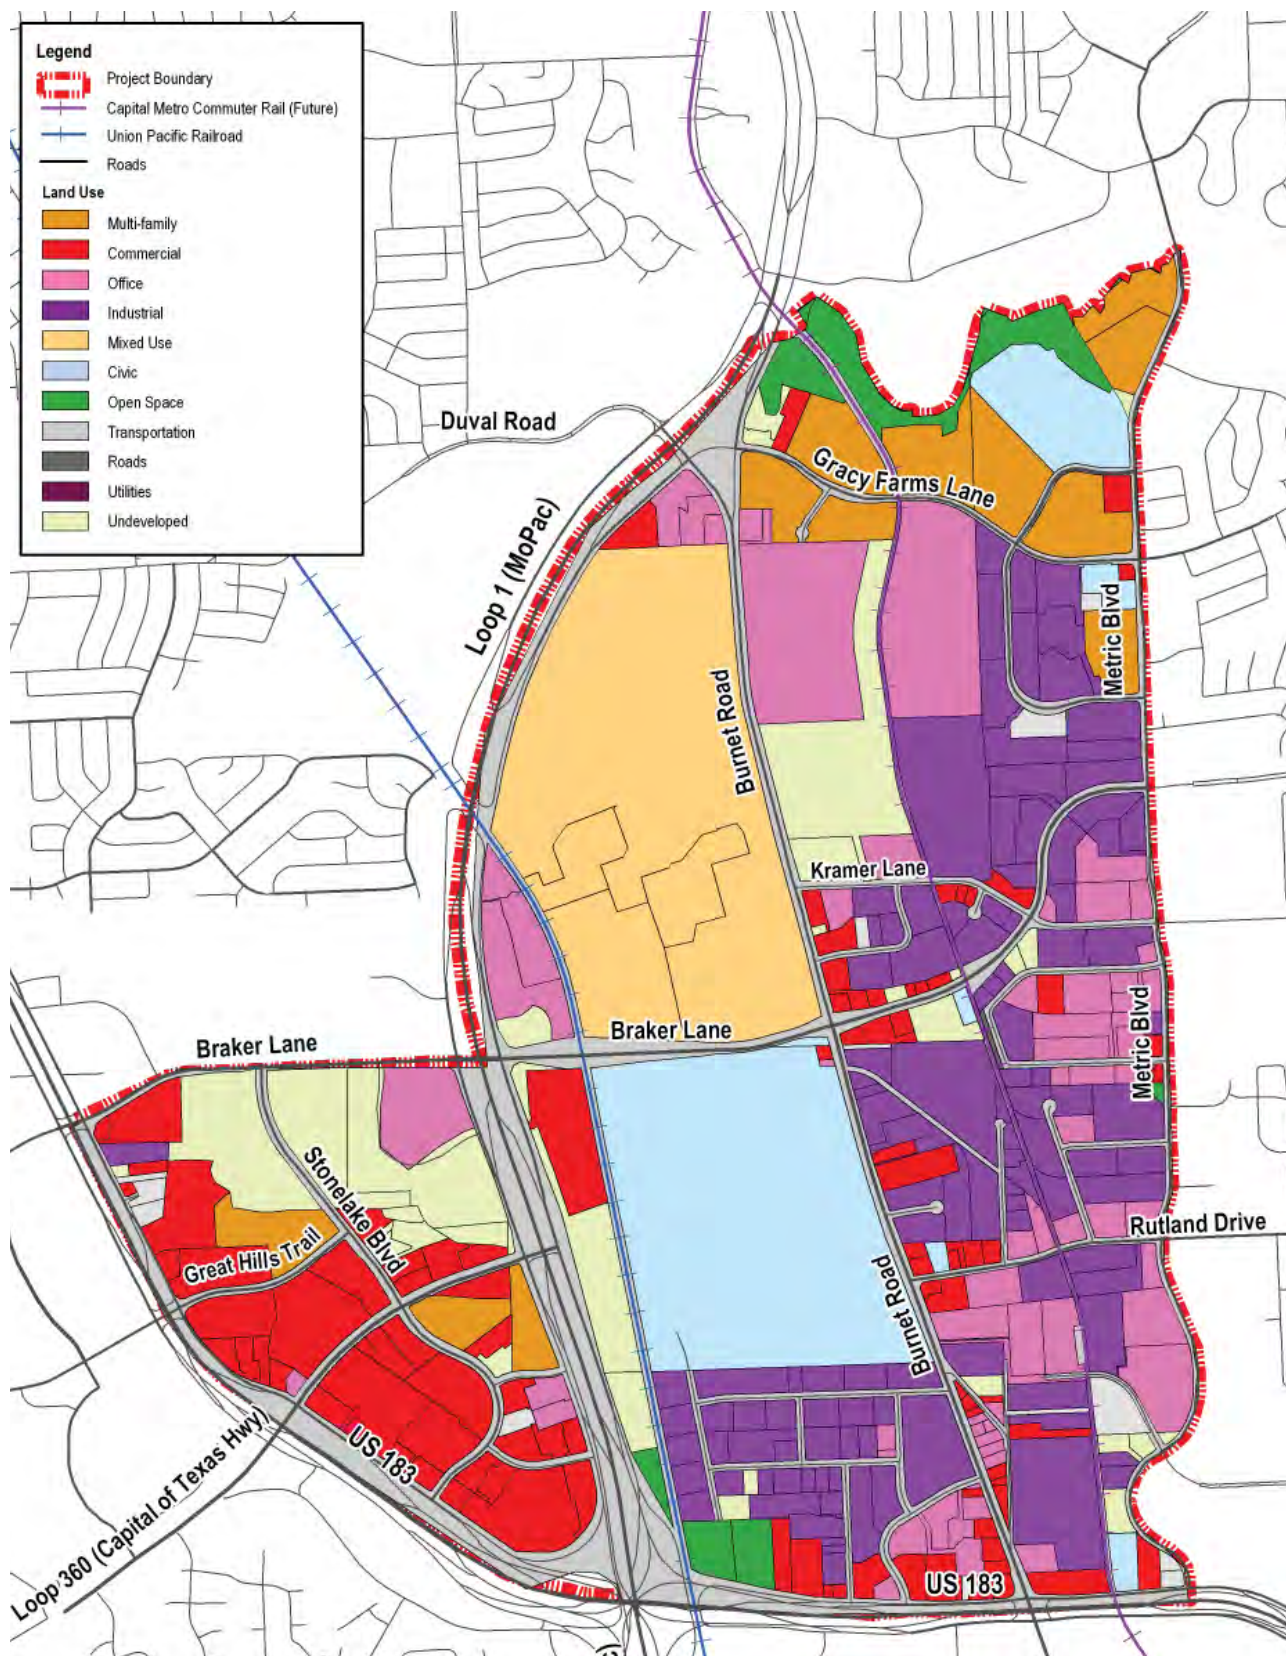 Legend
Project Boundary
Capital Metro Commuter Rail (Future)
Union Pacific Railroad
Roads
Land Use
Multi-family
Commercial
Office
Industrial
Mixed Use
Civic
Open Space
Transportation
Roads
Utilities
Undeveloped
Duval Road
Gracy Farms Lane
Loop 1 (MoPac)
Metric Blvd
Burnet Road
Kramer Lane
Braker Lane
Braker Lane
Metric Blvd
Stonelake Blvd
Great Hills Trail
Rutland Drive
Burnet Road
US 183
Loop 360 (Capital of Texas Hwy)
US 183